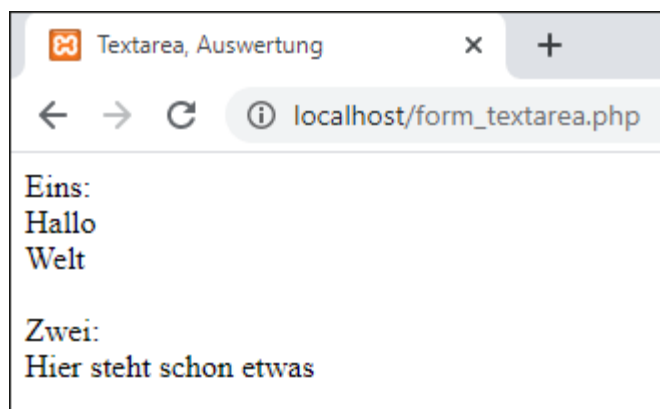 Textarea, Auswertung
localhost/form_textarea.php
Eins:
Hallo
Welt
Zwei:
Hier steht schon etwas